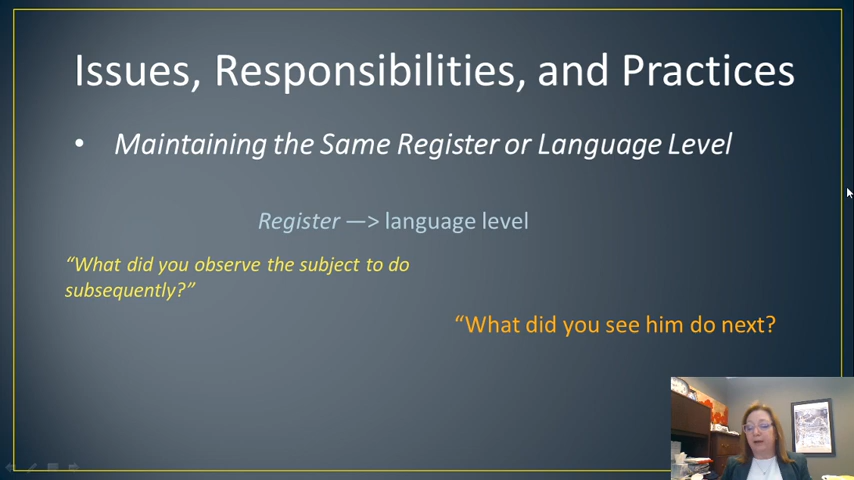 Issues, Responsibilities, and Practices
• Maintaining the Same Register or Language Level
Register —> language level
“What did you observe the subject to do
subsequently?”
“What did you see him do next?